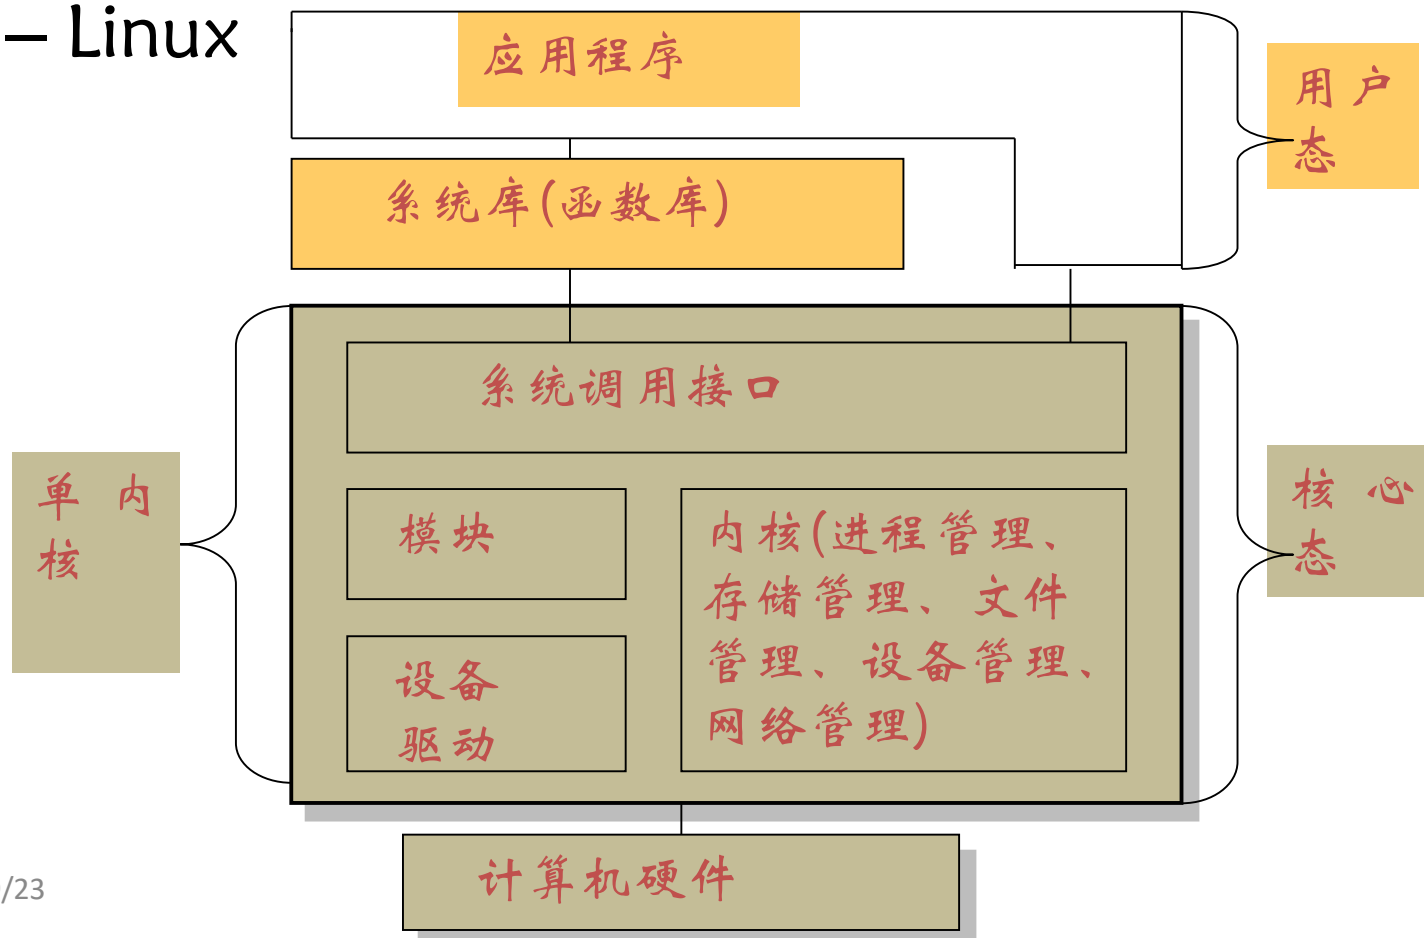 – Linux
应用程序
用户
态
系统库(函数库)
系统调用接口
单内
核
模块
内核(进程管理、
存储管理、文件
管理、设备管理、
网络管理)
核心
态
设备
驱动
计算机硬件
/23